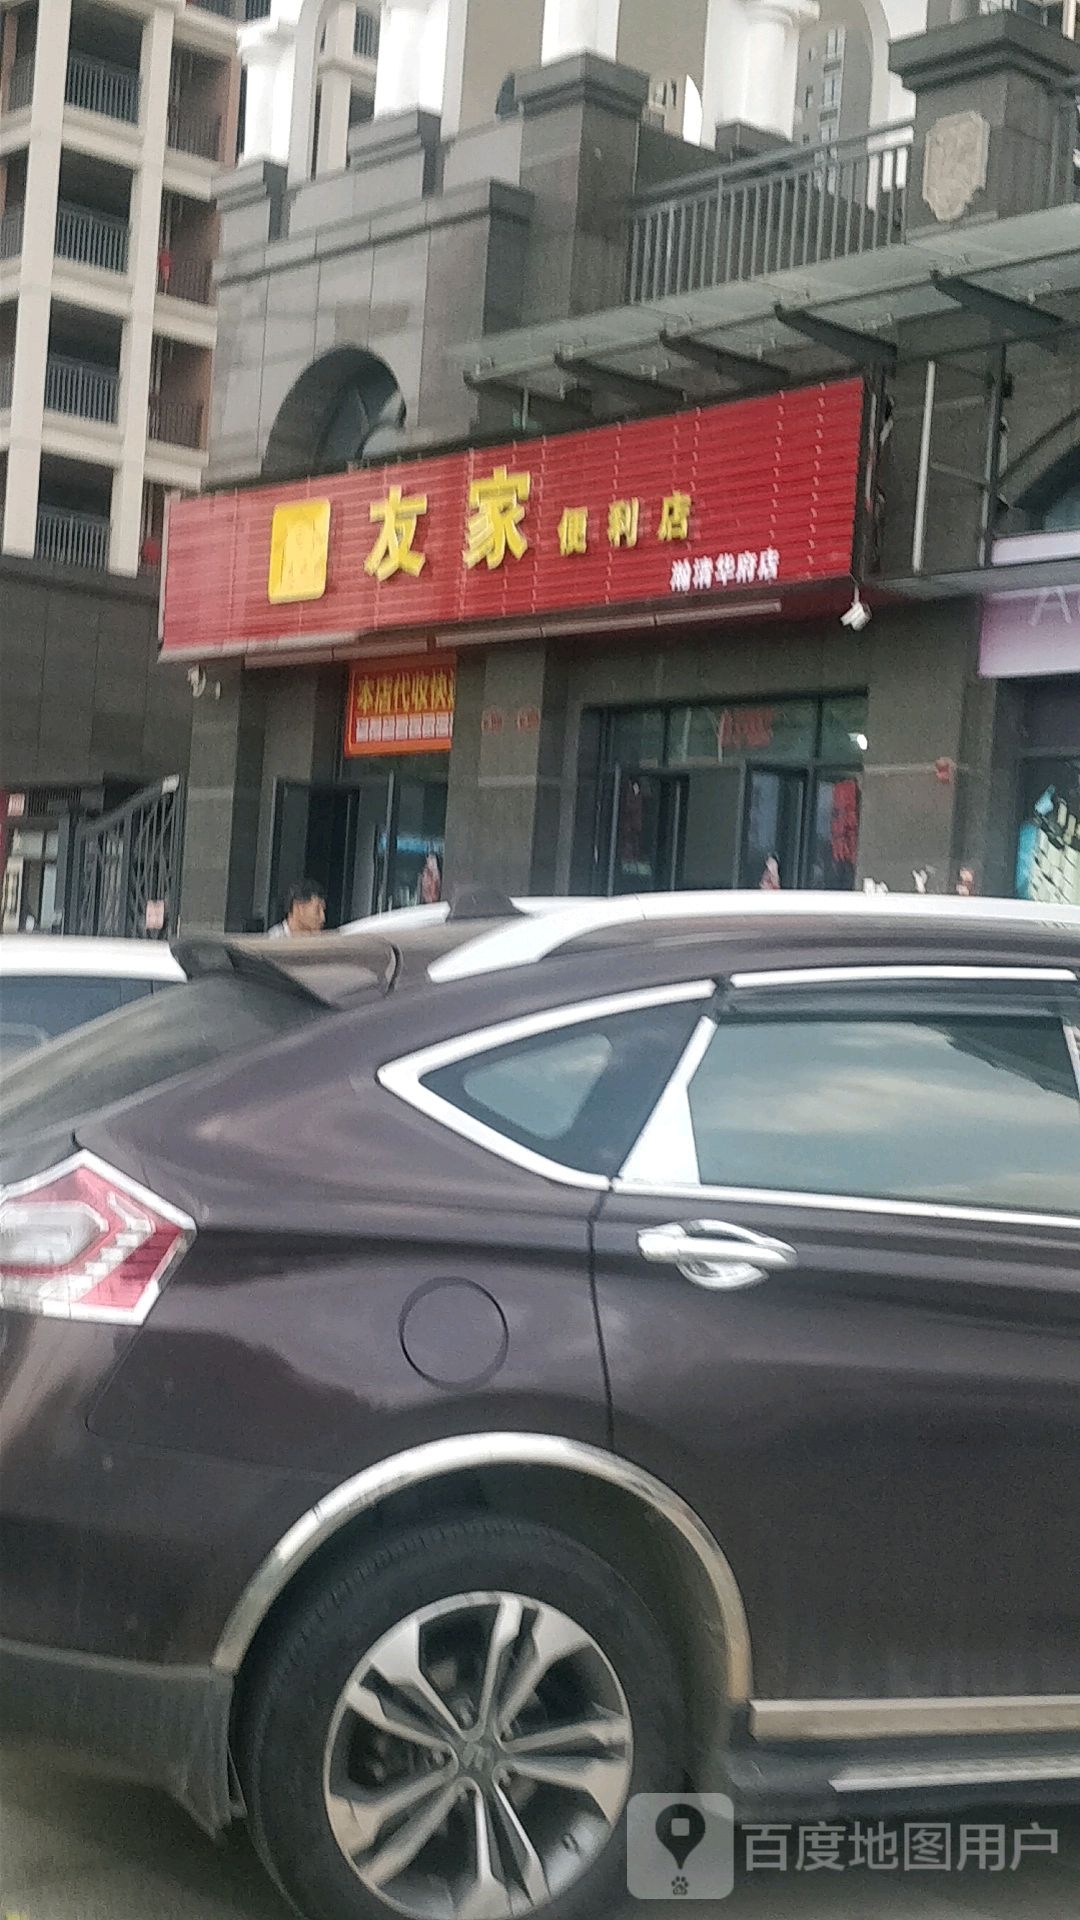 友家便利店
瀚清华府店
本店代收快
百度地图用户